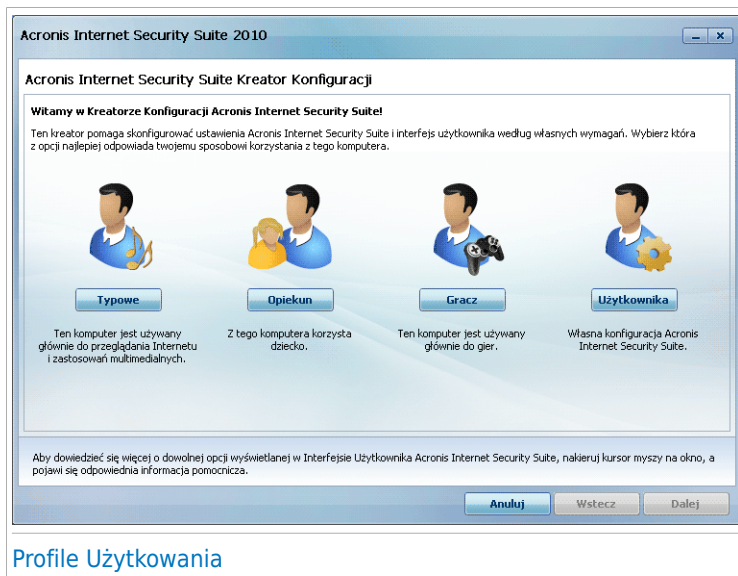 Acronis Internet Security Suite 2010
Acronis Internet Security Suite Kreator Konfiguracji
Witamy w Kreatorze Konfiguracji Acronis Internet Security Suite!
Ten kreator pomaga skonfigurować ustawienia Acronis Internet Security Suite i interfejs użytkownika według własnych wymagań. Wybierz która
z opcji najlepiej odpowiada twojemu sposobowi korzystania z tego komputera.
Typowe
Opiekun
Gracz
Użytkownika
Ten komputer jest używany
głównie do przeglądania Internetu
i zastosowań multimedialnych.
Z tego komputera korzysta
dziecko.
Ten komputer jest używany
głównie do gier.
Własna konfiguracja Acronis
Internet Security Suite.
Aby dowiedzieć się więcej o dowolnej opcji wyświetlanej w Interfejsie Użytkownika Acronis Internet Security Suite, nakieruj kursor myszy na okno, a
pojawi się odpowiednia informacja pomocnicza.
Anuluj
Wstecz
Dalej
Profile Użytkowania